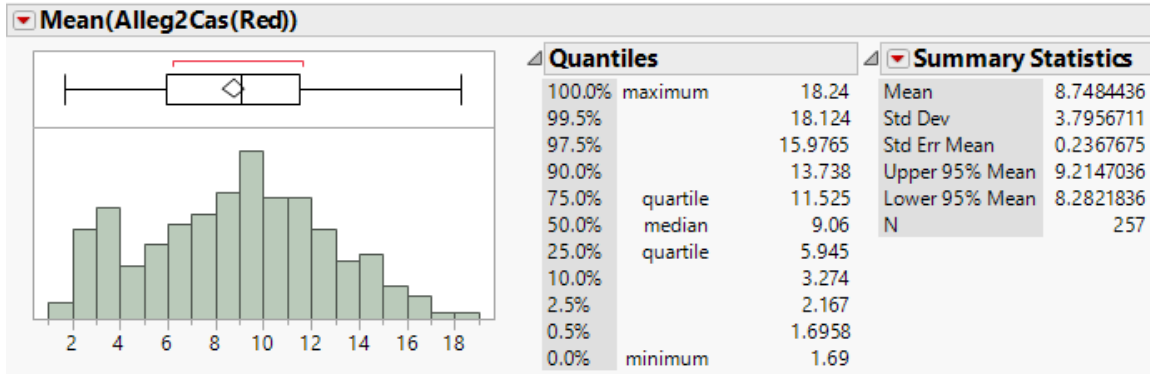 Mean(Alleg2Cas(Red))
2 4 6 8 10 12 14 16 18
Quantiles
100.0% maximum 18.24
99.5% 18.124
97.5% 15.9765
90.0% 13.738
75.0% quartile 11.525
50.0% median 9.06
25.0% quartile 5.945
10.0% 3.274
2.5% 2.167
0.5% 1.6958
0.0% minimum 1.69
Summary Statistics
Mean 8.7484436
Std Dev 3.7956711
Std Err Mean 0.2367675
Upper 95% Mean 9.2147036
Lower 95% Mean 8.2821836
N 257